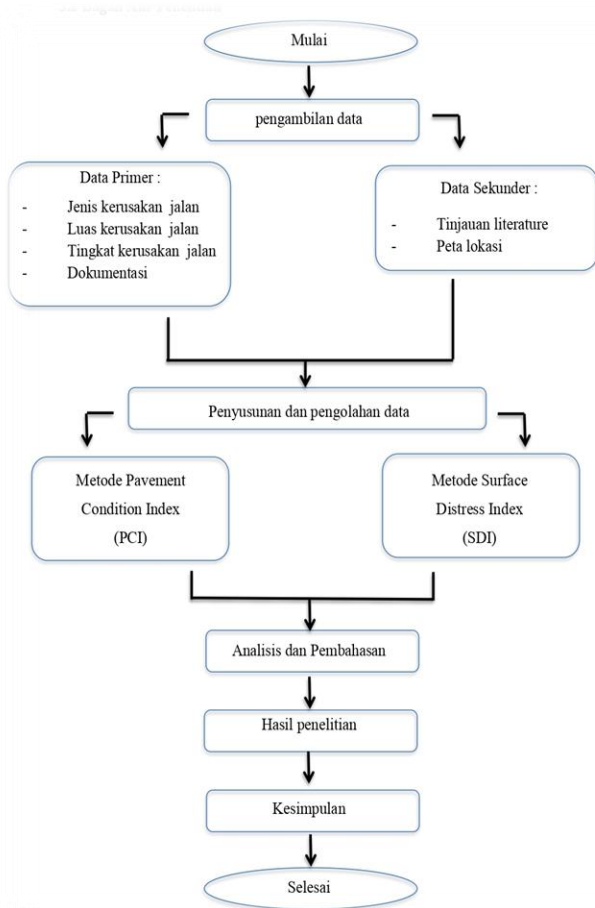 Mulai
pengambilan data
Data Primer :
- Jenis kerusakan jalan
- Luas kerusakan jalan
- Tingkat kerusakan jalan
- Dokumentasi
Data Sekunder :
- Tinjauan literature
- Peta lokasi
Penyusunan dan pengolahan data
Metode Pavement
Condition Index
(PCI)
Metode Surface
Distress Index
(SDI)
Analisis dan Pembahasan
Hasil penelitian
Kesimpulan
Selesai